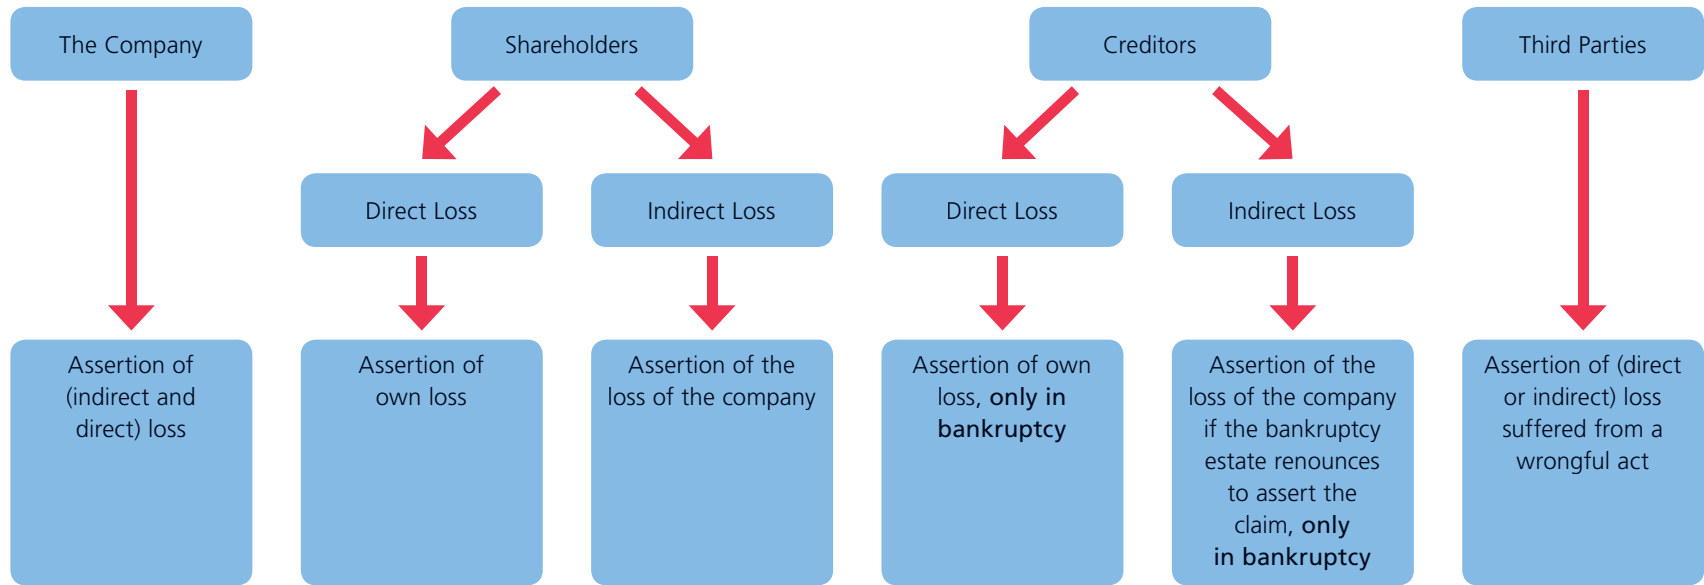 The Company
Shareholders
Creditors
Third Parties
Direct Loss
Indirect Loss
Direct Loss
Indirect Loss
Assertion of
(indirect and
direct) loss
Assertion of
own loss
Assertion of the
loss of the company
Assertion of own
loss, only in
bankruptcy
Assertion of the
loss of the company
if the bankruptcy
estate renounces
to assert the
claim, only
in bankruptcy
Assertion of (direct
or indirect) loss
suffered from a
wrongful act